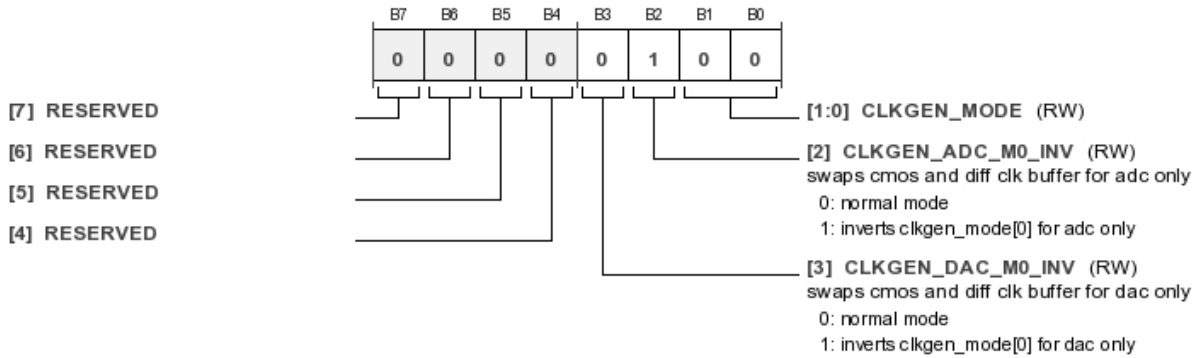 B7 B6 B5 B4 B3 B2 B1 B0
0 0 0 0 0 1 0 0
[7] RESERVED
[6] RESERVED
[5] RESERVED
[4] RESERVED
[1:0] CLKGEN_MODE (RW)
[2] CLKGEN_ADC_M0_INV (RW)
swaps cmos and diff clk buffer for adc only
0: normal mode
1: inverts clkgen_mode[0] for adc only
[3] CLKGEN_DAC_M0_INV (RW)
swaps cmos and diff clk buffer for dac only
0: normal mode
1: inverts clkgen_mode[0] for dac only